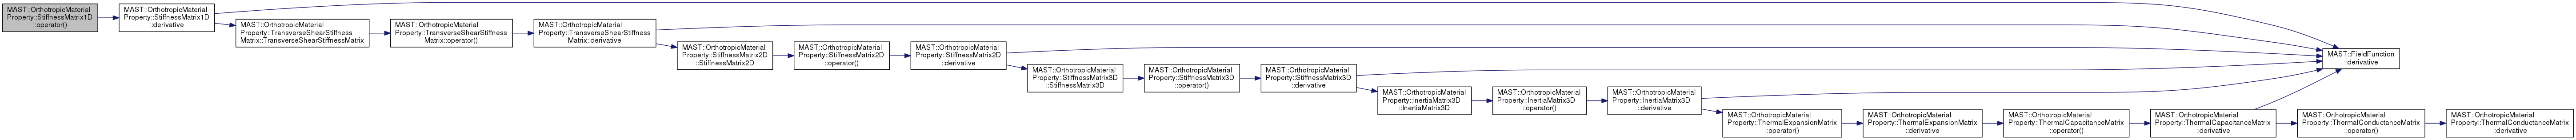 MAST::OrthotropicMaterial
Property::StiffnessMatrix1D
::operator()
MAST::OrthotropicMaterial
Property::StiffnessMatrix1D
::derivative
MAST::OrthotropicMaterial
Property::TransverseShearStiffness
Matrix::TransverseShearStiffnessMatrix
MAST::OrthotropicMaterial
Property::TransverseShearStiffness
Matrix::operator()
MAST::OrthotropicMaterial
Property::TransverseShearStiffness
Matrix::derivative
MAST::OrthotropicMaterial
Property::StiffnessMatrix2D
::StiffnessMatrix2D
MAST::OrthotropicMaterial
Property::StiffnessMatrix2D
::operator()
MAST::OrthotropicMaterial
Property::StiffnessMatrix2D
::derivative
MAST::OrthotropicMaterial
Property::StiffnessMatrix3D
::StiffnessMatrix3D
MAST::OrthotropicMaterial
Property::StiffnessMatrix3D
::operator()
MAST::OrthotropicMaterial
Property::StiffnessMatrix3D
::derivative
MAST::OrthotropicMaterial
Property::InertiaMatrix3D
::InertiaMatrix3D
MAST::OrthotropicMaterial
Property::InertiaMatrix3D
::operator()
MAST::OrthotropicMaterial
Property::InertiaMatrix3D
::derivative
MAST::OrthotropicMaterial
Property::ThermalExpansionMatrix
::operator()
MAST::OrthotropicMaterial
Property::ThermalExpansionMatrix
::derivative
MAST::OrthotropicMaterial
Property::ThermalCapacitanceMatrix
::operator()
MAST::OrthotropicMaterial
Property::ThermalCapacitanceMatrix
::derivative
MAST::FieldFunction
::derivative
MAST::OrthotropicMaterial
Property::ThermalConductanceMatrix
::operator()
MAST::OrthotropicMaterial
Property::ThermalConductanceMatrix
::derivative